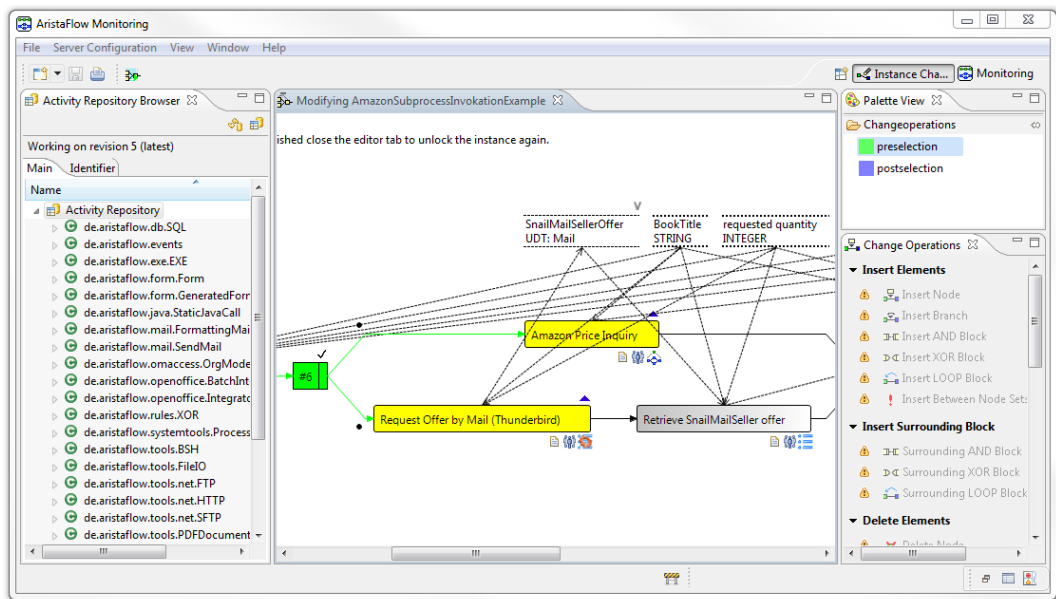 AristaFlow Monitoring
File Server Configuration View Window Help
Instance Cha... Monitoring
Activity Repository Browser
Working on revision 5 (latest)
Main Identifier
Name
Activity Repository
de.aristaflow.db.SQL
de.aristaflow.events
de.aristaflow.exe.EXE
de.aristaflow.form.Form
de.aristaflow.form.GeneratedForr
de.aristaflow.java.StaticJavaCall
de.aristaflow.mail.FormattingMai
de.aristaflow.mail.SendMail
de.aristaflow.omaccess.OrgMode
de.aristaflow.openoffice.BatchInt
de.aristaflow.openoffice.Integrato
de.aristaflow.rules.XOR
de.aristaflow.systemtools.Process
de.aristaflow.tools.BSH
de.aristaflow.tools.FileIO
de.aristaflow.tools.net.FTP
de.aristaflow.tools.net.HTTP
de.aristaflow.tools.net.SFTP
de.aristaflow.tools.PDFDocument
Modifying AmazonSubprocessInvokationExample
ished close the editor tab to unlock the instance again.
V
SnailMailSellerOffer
UDT: Mail
BookTitle
STRING
requested quantity
INTEGER
Amazon Price Inquiry
#6
Request Offer by Mail (Thunderbird)
Retrieve SnailMailSeller offer
Palette View
Changeoperations
preselection
postselection
Change Operations
Insert Elements
Insert Node
Insert Branch
Insert AND Block
Insert XOR Block
Insert LOOP Block
Insert Between Node Sets
Insert Surrounding Block
Surrounding AND Block
Surrounding XOR Block
Surrounding LOOP Block
Delete Elements
Delete Node